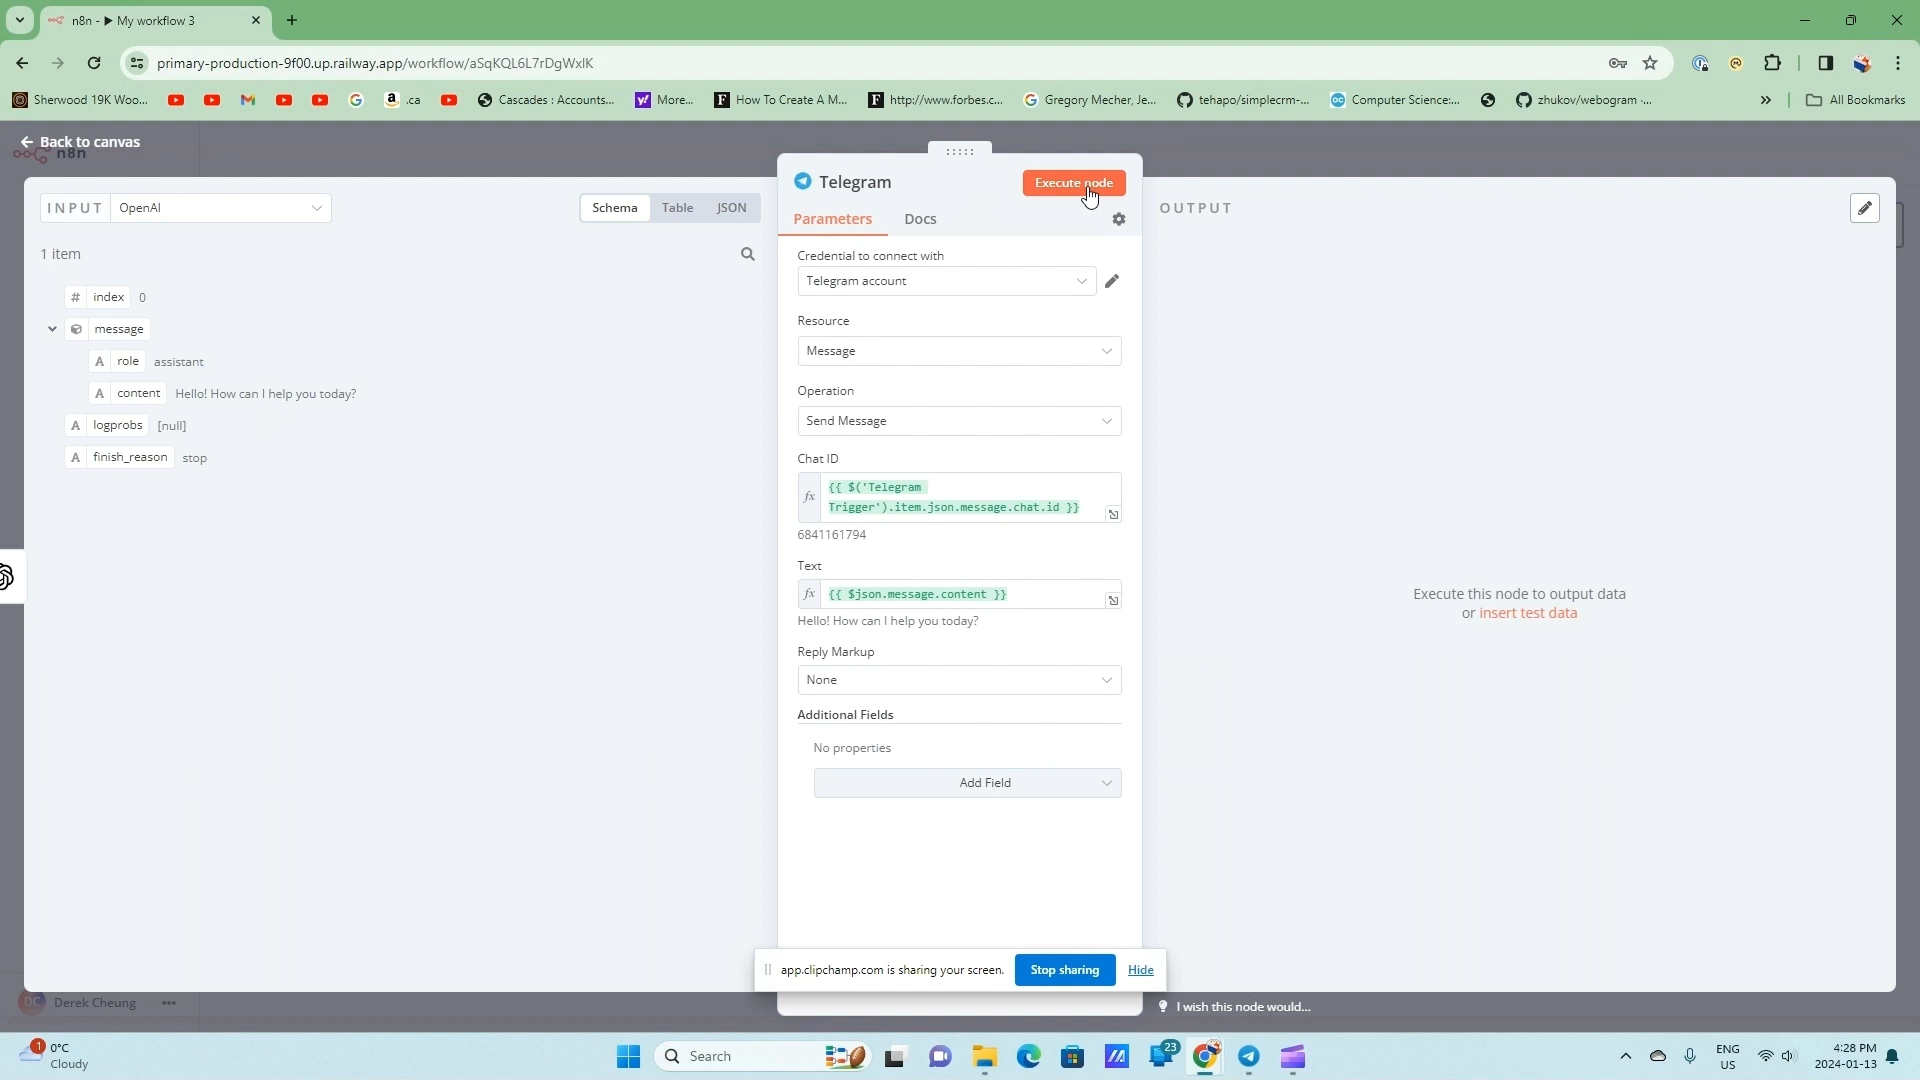 n8n - ▶ My workflow 3
primary-production-9f00.up.railway.app/workflow/aSqKQL6L7rDgWxlK
Sherwood 19K Woo...
.ca
Cascades : Accounts...
More...
How To Create A M...
http://www.forbes.c...
Gregory Mecher, Je...
tehapo/simplecrm-...
Computer Science:...
zhukov/webogram ·...
»
All Bookmarks
Back to canvas
n8n
INPUT
OpenAI
Schema
Table
JSON
1 item
# index 0
message
A role assistant
A content Hello! How can I help you today?
A logprobs [null]
A finish_reason stop
Telegram
Execute node
Parameters
Docs
Credential to connect with
Telegram account
Resource
Message
Operation
Send Message
Chat ID
fx {{ $('Telegram
Trigger').item.json.message.chat.id }}
6841161794
Text
fx {{ $json.message.content }}
Hello! How can I help you today?
Reply Markup
None
Additional Fields
No properties
Add Field
OUTPUT
Execute this node to output data
or insert test data
app.clipchamp.com is sharing your screen.
Stop sharing
Hide
I wish this node would...
DC Derek Cheung •••
1
0°C
Cloudy
Search
23
ENG
US
4:28 PM
2024-01-13